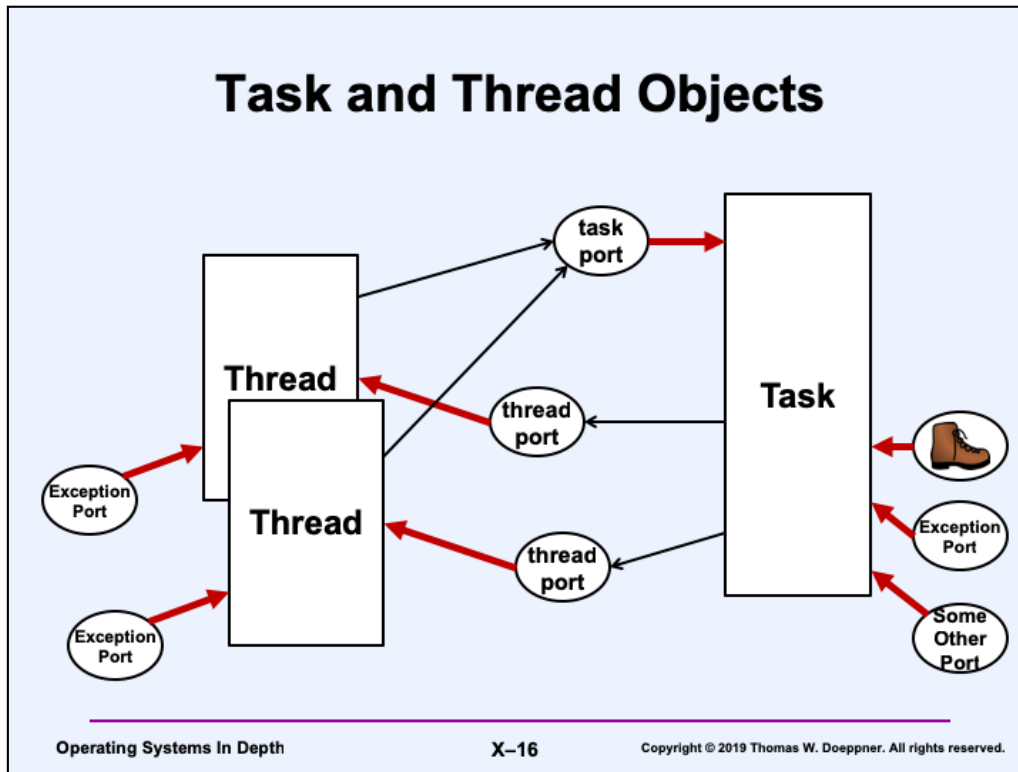 Task and Thread Objects
task
port
Thread
thread
port
Task
Exception
Port
Thread
Exception
Port
thread
port
Exception
Port
Some
Other
Port
Operating Systems In Depth
X–16
Copyright © 2019 Thomas W. Doeppner. All rights reserved.